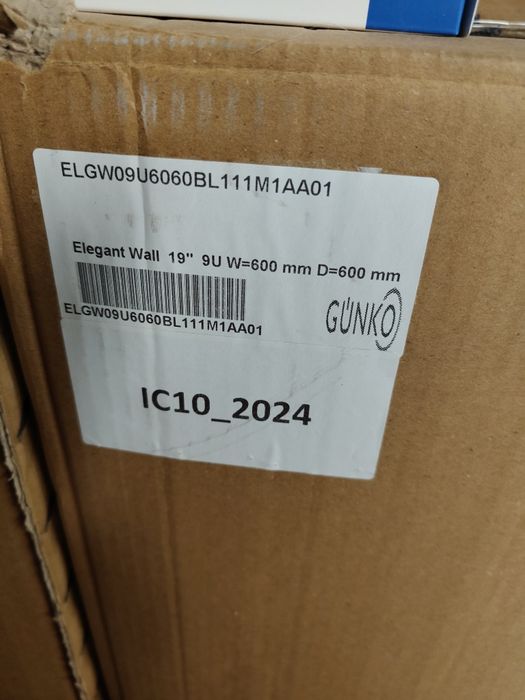 ELGW09U6060BL111M1AA01
Elegant Wall 19" 9U W=600 mm D=600 mm
ELGW09U6060BL111M1AA01
GÜNKO
IC10_2024